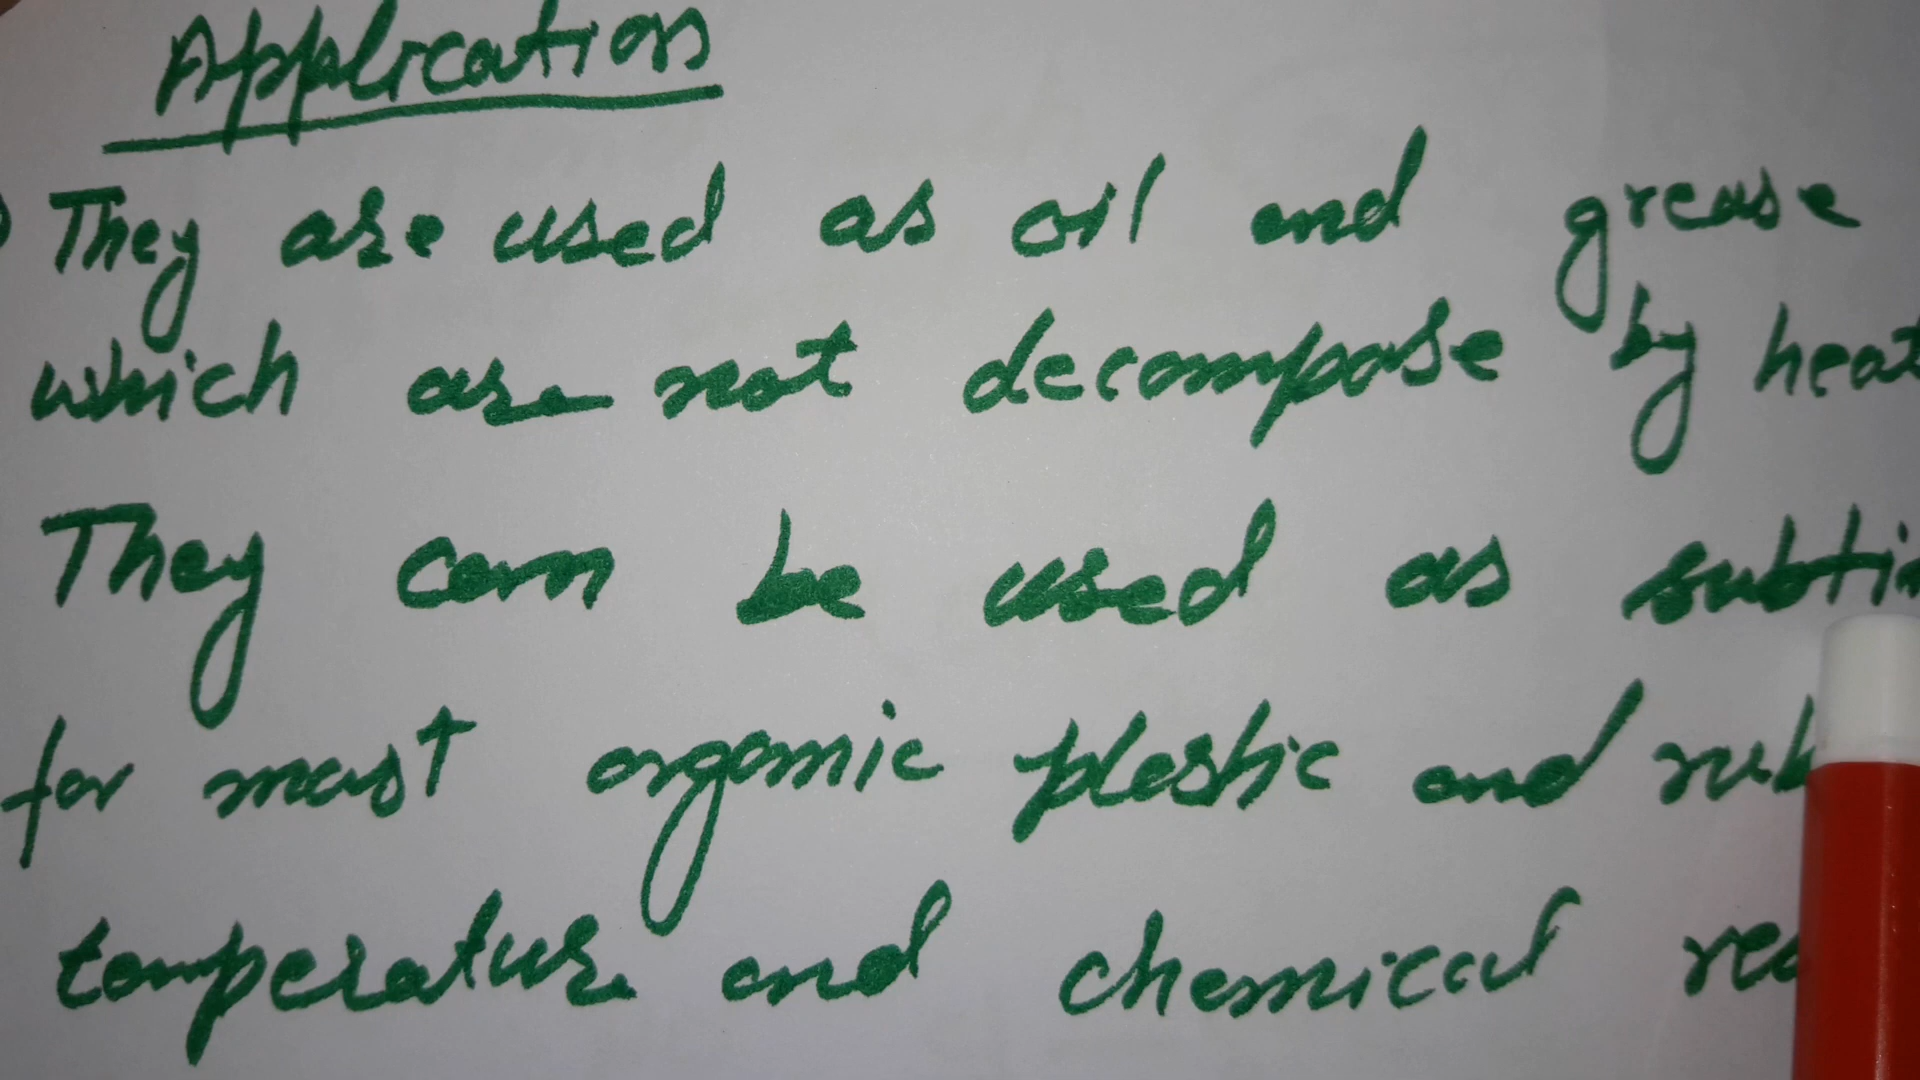 Application
They are used as oil and grease
which are not decompose by heat
They can be used as
for most organic plastic and
temperature and chemical